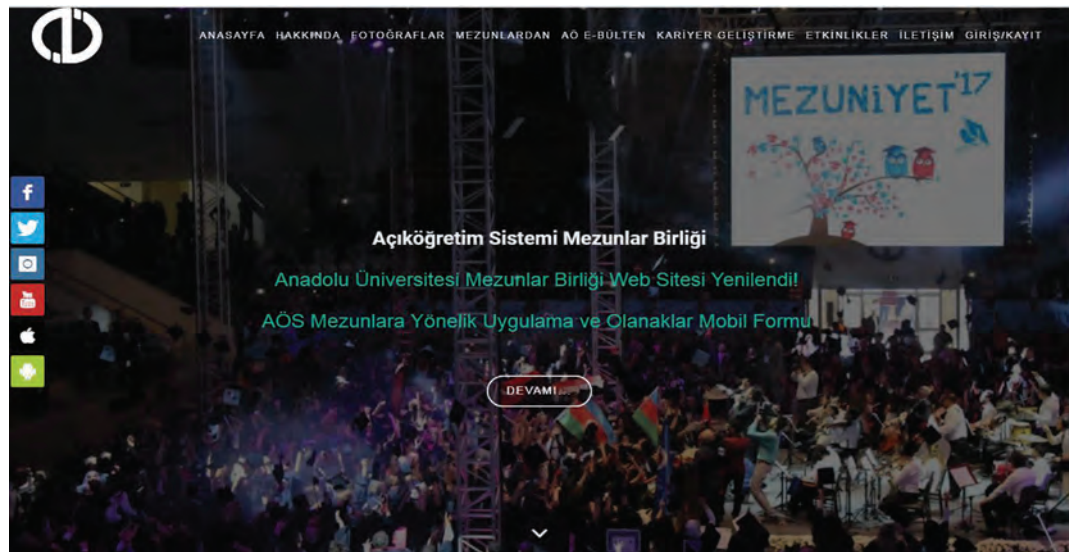 ANASAYFA HAKKINDA FOTOĞRAFLAR MEZUNLARDAN AÖ E-BÜLTEN KARİYER GELİŞTİRME ETKİNLİKLER İLETİŞİM GİRİŞ/KAYIT
MEZUNİYET'17
Açıköğretim Sistemi Mezunlar Birliği
Anadolu Üniversitesi Mezunlar Birliği Web Sitesi Yenilendi!
AÖS Mezunlara Yönelik Uygulama ve Olanaklar Mobil Formu
DEVAMI...